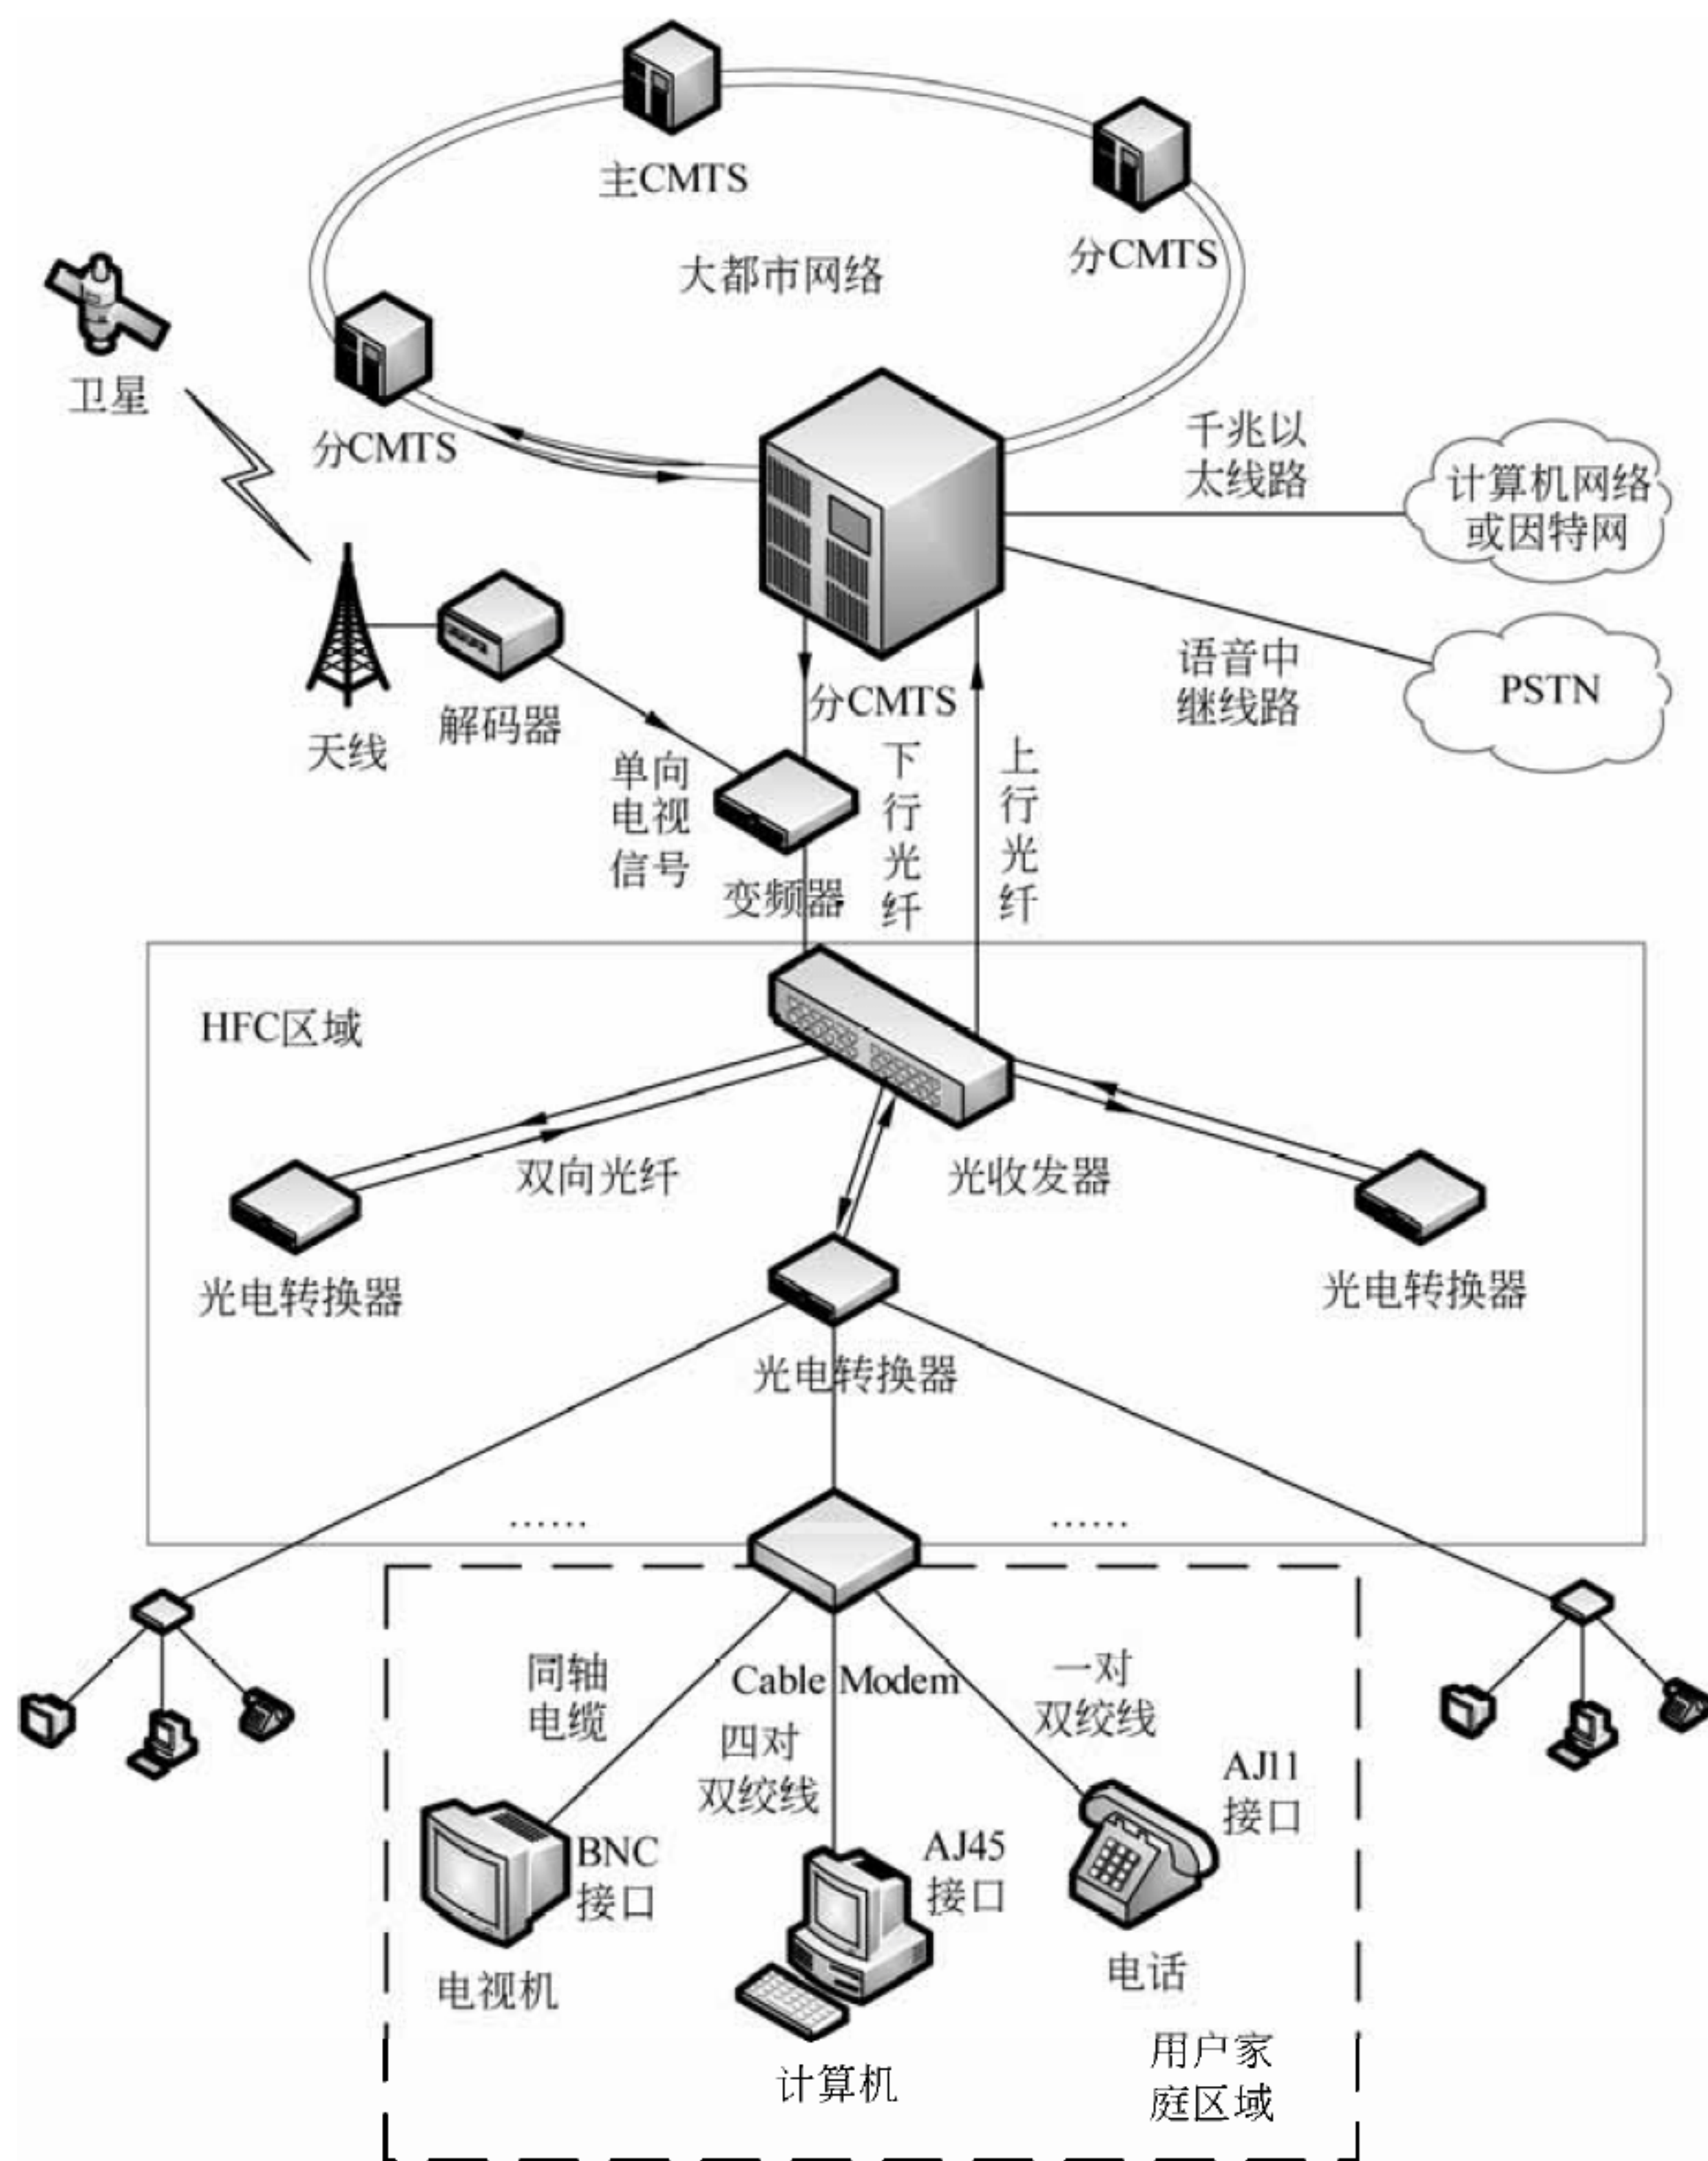 主CMTS
分CMTS
大都市网络
卫星
分CMTS
千兆以
太线路
计算机网络
或因特网
语音中
继线路
PSTN
分CMTS
天线
解码器
单向
电视
信号
变频器
下
行
光
纤
上
行
光
纤
HFC区域
双向光纤
光收发器
光电转换器
光电转换器
光电转换器
......
......
同轴
电缆
Cable Modem
一对
双绞线
四对
双绞线
AJ11
接口
BNC
接口
AJ45
接口
电视机
电话
计算机
用户家
庭区域